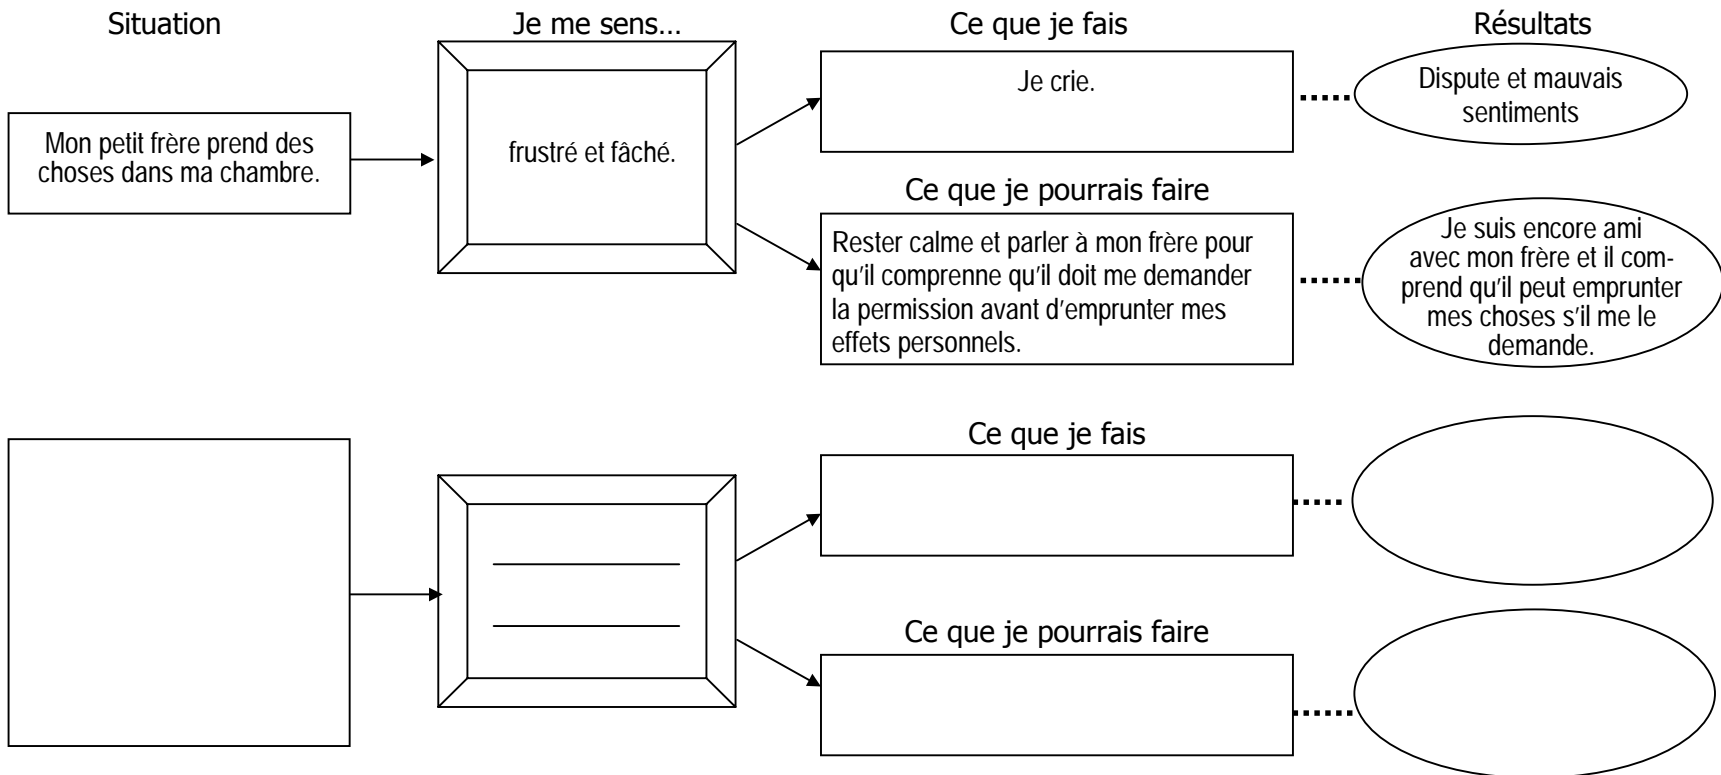 Situation
Je me sens...
Ce que je fais
Résultats
Mon petit frère prend des
choses dans ma chambre.
frustré et fâché.
Je crie.
Dispute et mauvais
sentiments
Ce que je pourrais faire
Rester calme et parler à mon frère pour
qu'il comprenne qu'il doit me demander
la permission avant d'emprunter mes
effets personnels.
Je suis encore ami
avec mon frère et il com-
prend qu'il peut emprunter
mes choses s'il me le
demande.
Ce que je fais
Ce que je pourrais faire